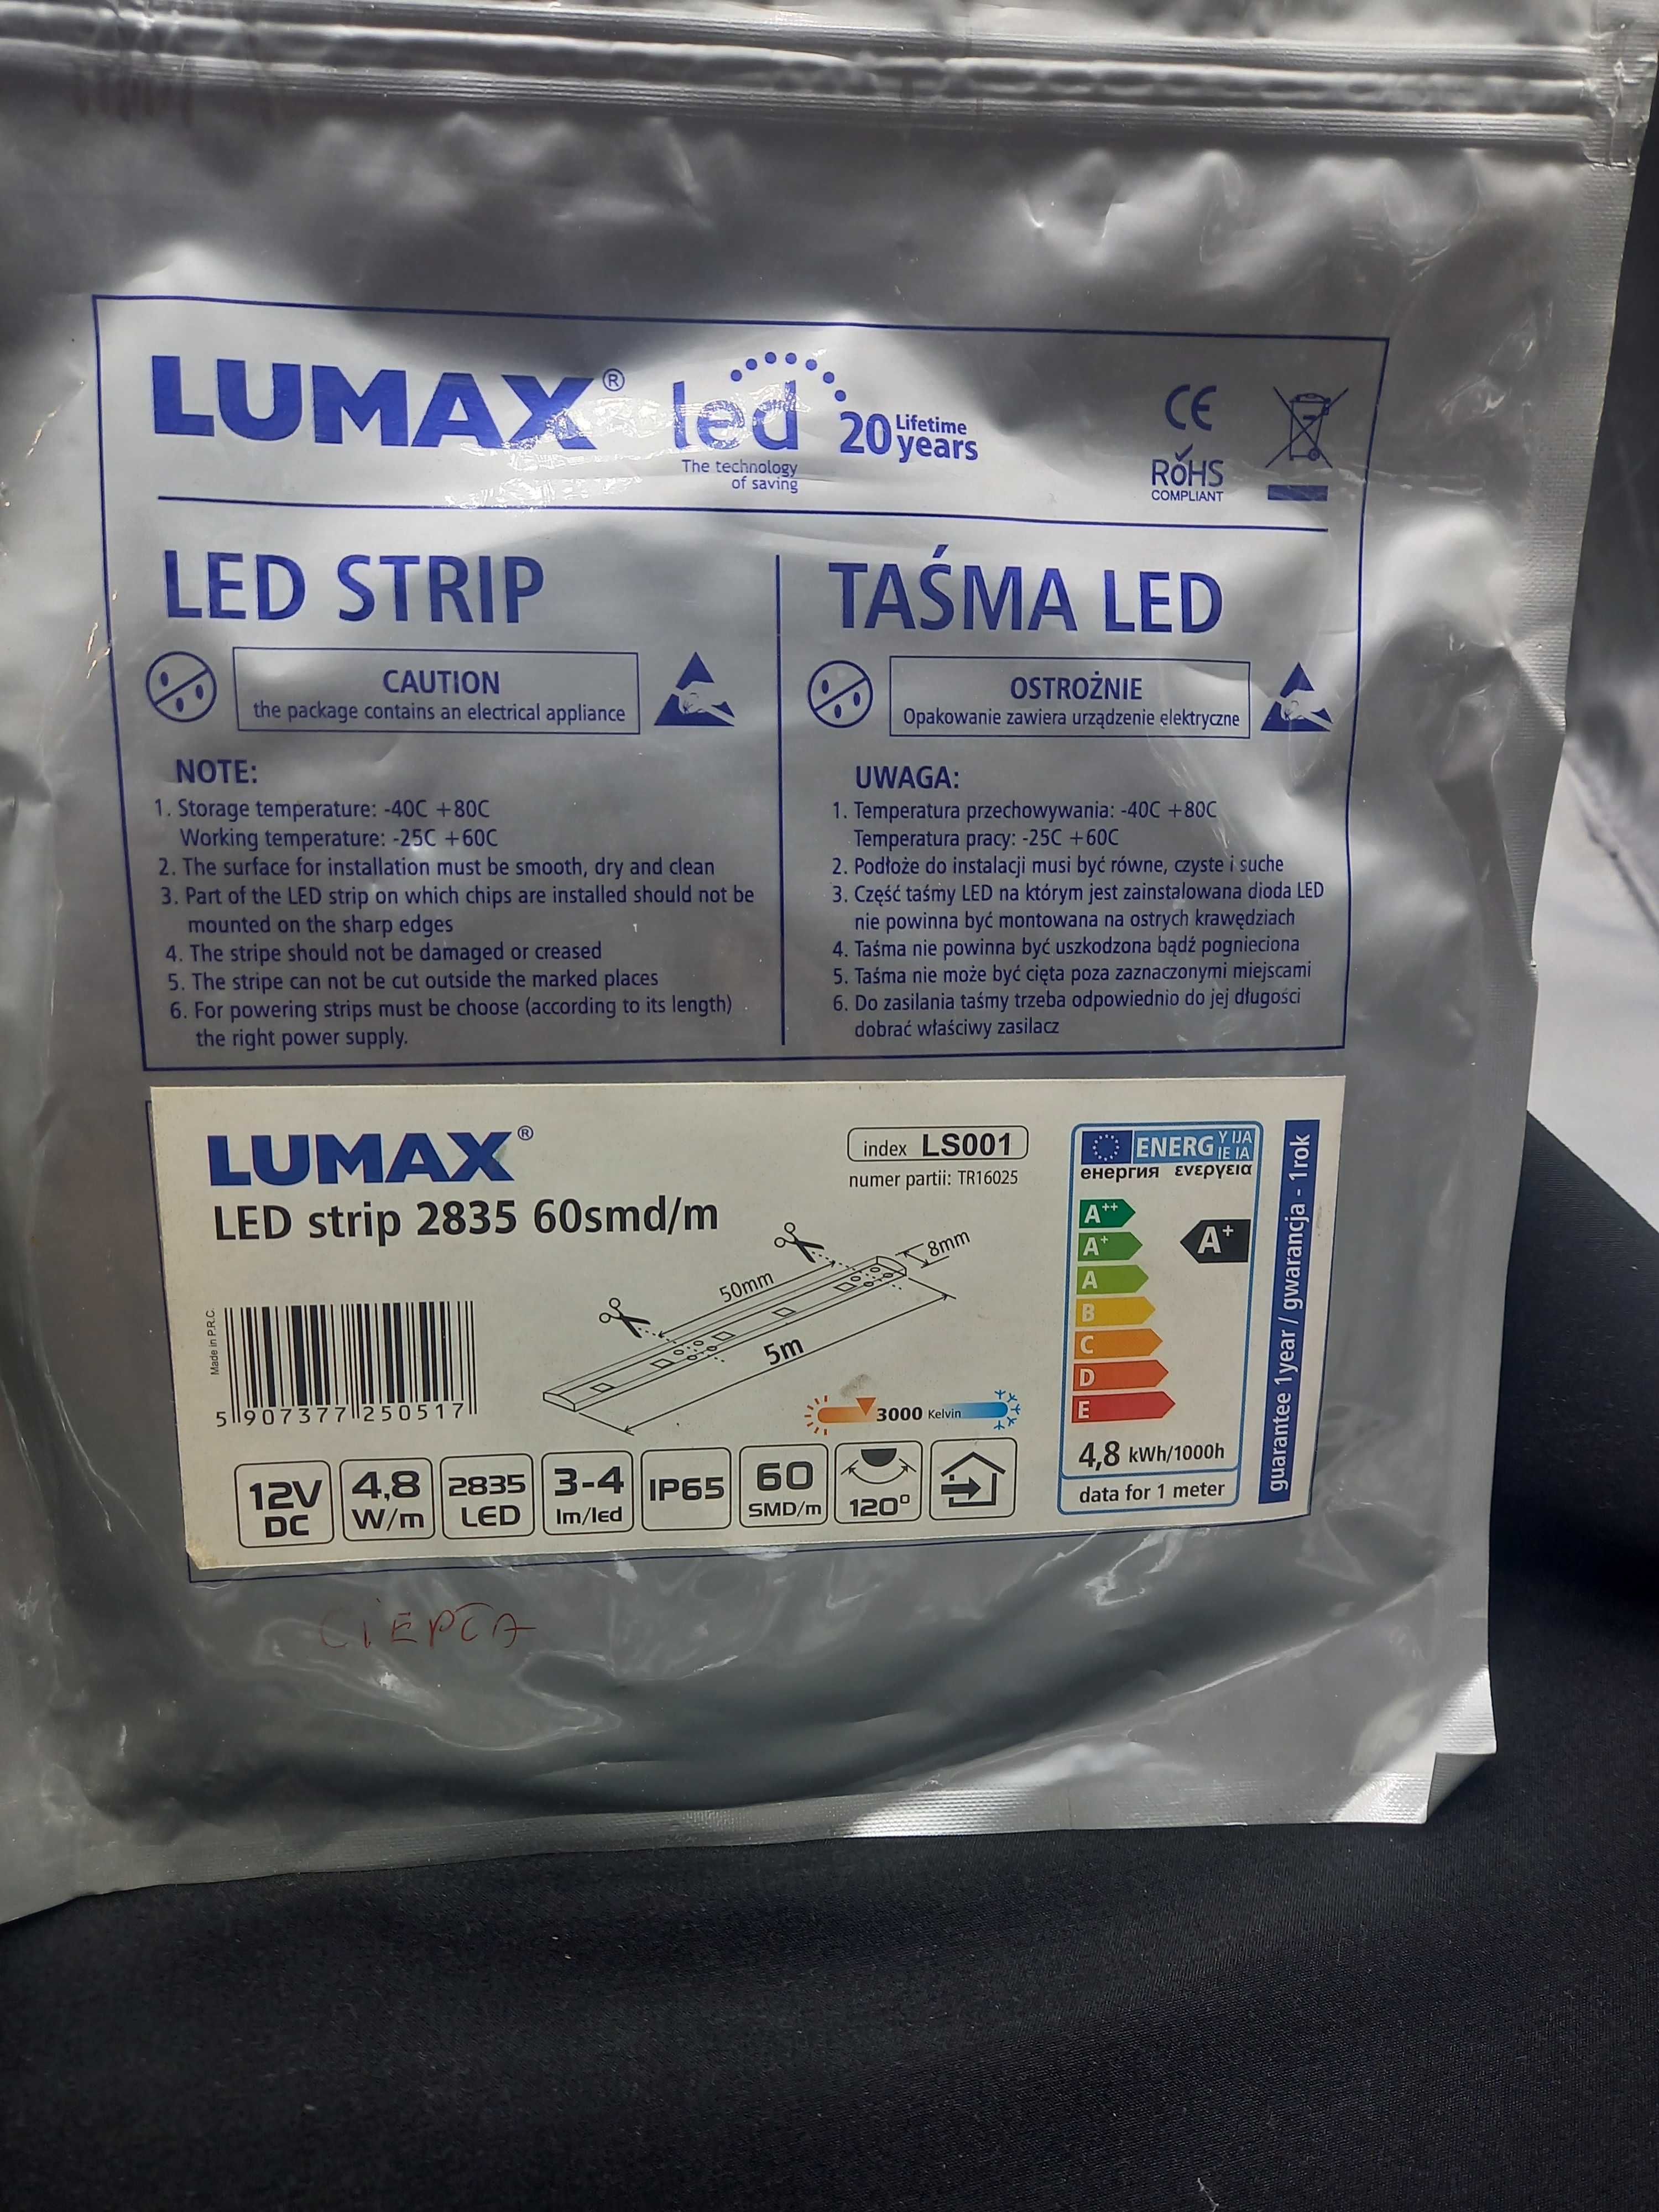 LUMAX®
led
The technology
of saving
20 Lifetime
years
CE
RoHS
COMPLIANT
LED STRIP
CAUTION
the package contains an electrical appliance
NOTE:
1. Storage temperature: -40C +80C
Working temperature: -25C +60C
2. The surface for installation must be smooth, dry and clean
3. Part of the LED strip on which chips are installed should not be
mounted on the sharp edges
4. The stripe should not be damaged or creased
5. The stripe can not be cut outside the marked places
6. For powering strips must be choose (according to its length)
the right power supply.
TAŚMA LED
OSTROŻNIE
Opakowanie zawiera urządzenie elektryczne
UWAGA:
1. Temperatura przechowywania: -40C +80C
Temperatura pracy: -25C +60C
2. Podłoże do instalacji musi być równe, czyste i suche
3. Część taśmy LED na którym jest zainstalowana dioda LED
nie powinna być montowana na ostrych krawędziach
4. Taśma nie powinna być uszkodzona bądź pognieciona
5. Taśma nie może być cięta poza zaznaczonymi miejscami
6. Do zasilania taśmy trzeba odpowiednio do jej długości
dobrać właściwy zasilacz
LUMAX®
LED strip 2835 60smd/m
index LS001
numer partii: TR16025
50mm
8mm
5m
Made in P.R.C.
5 907377 250517
3000 Kelvin
12V
DC
4,8
W/m
2835
LED
3-4
lm/led
IP65
60
SMD/m
120°
ENERG Y IJA
IE IA
енергия ενεργεια
A++
A+
A
B
C
D
E
A+
4,8 kWh/1000h
data for 1 meter
guarantee 1year / gwarancja - 1rok
CIEPŁA